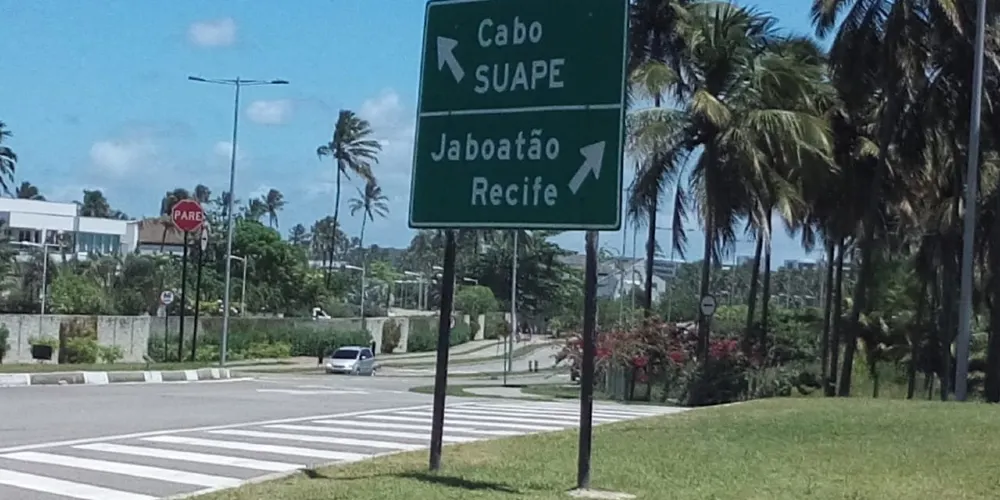 Cabo
SUAPE
Jaboatão
Recife
PARE